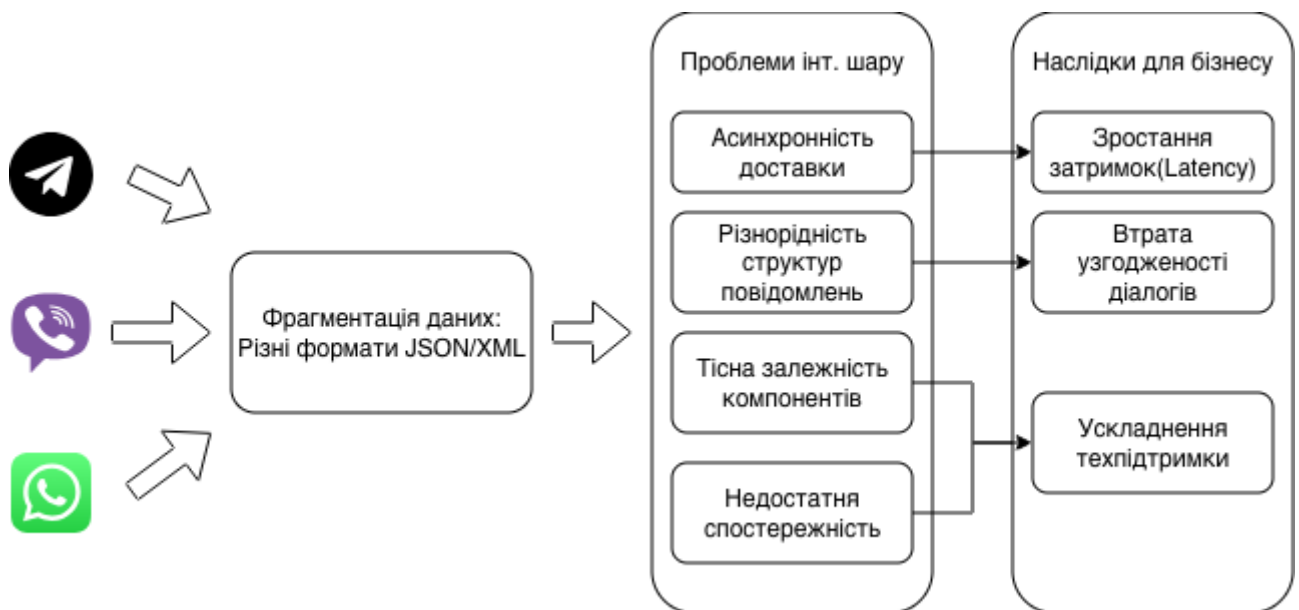 Проблеми інт. шару
Наслідки для бізнесу
Асинхронність
доставки
Зростання
затримок(Latency)
Різнорідність
структур
повідомлень
Втрата
узгодженості
діалогів
Фрагментація даних:
Різні формати JSON/XML
Тісна залежність
компонентів
Ускладнення
техпідтримки
Недостатня
спостережність